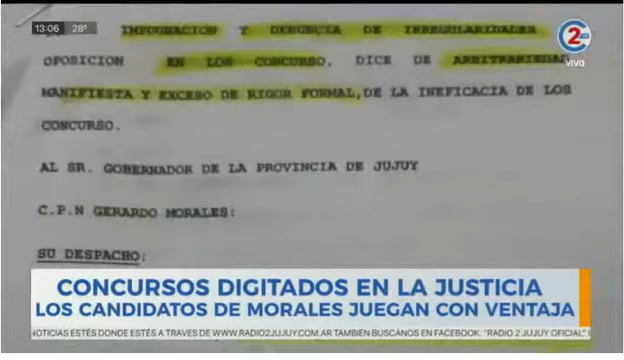 13:06 28°
2
VIVO
IMPUGNACION Y DENUNCIA DE IRREGULARIDADES
OPOSICION EN LOS CONCURSO, DICE DE ARBITRARIEDAD
MANIFIESTA Y EXCESO DE RIGOR FORMAL, DE LA INEFICACIA DE LOS
CONCURSO.
AL SR. GOBERNADOR DE LA PROVINCIA DE JUJUY
C.P.N GERARDO MORALES:
SU DESPACHO:
CONCURSOS DIGITADOS EN LA JUSTICIA
LOS CANDIDATOS DE MORALES JUEGAN CON VENTAJA
NOTICIAS ESTÉS DONDE ESTÉS A TRAVES DE WWW.RADIO2JUJUY.COM.AR TAMBIEN BUSCANOS EN FACEBOOK: "RADIO 2 JUJUY OFICIAL"